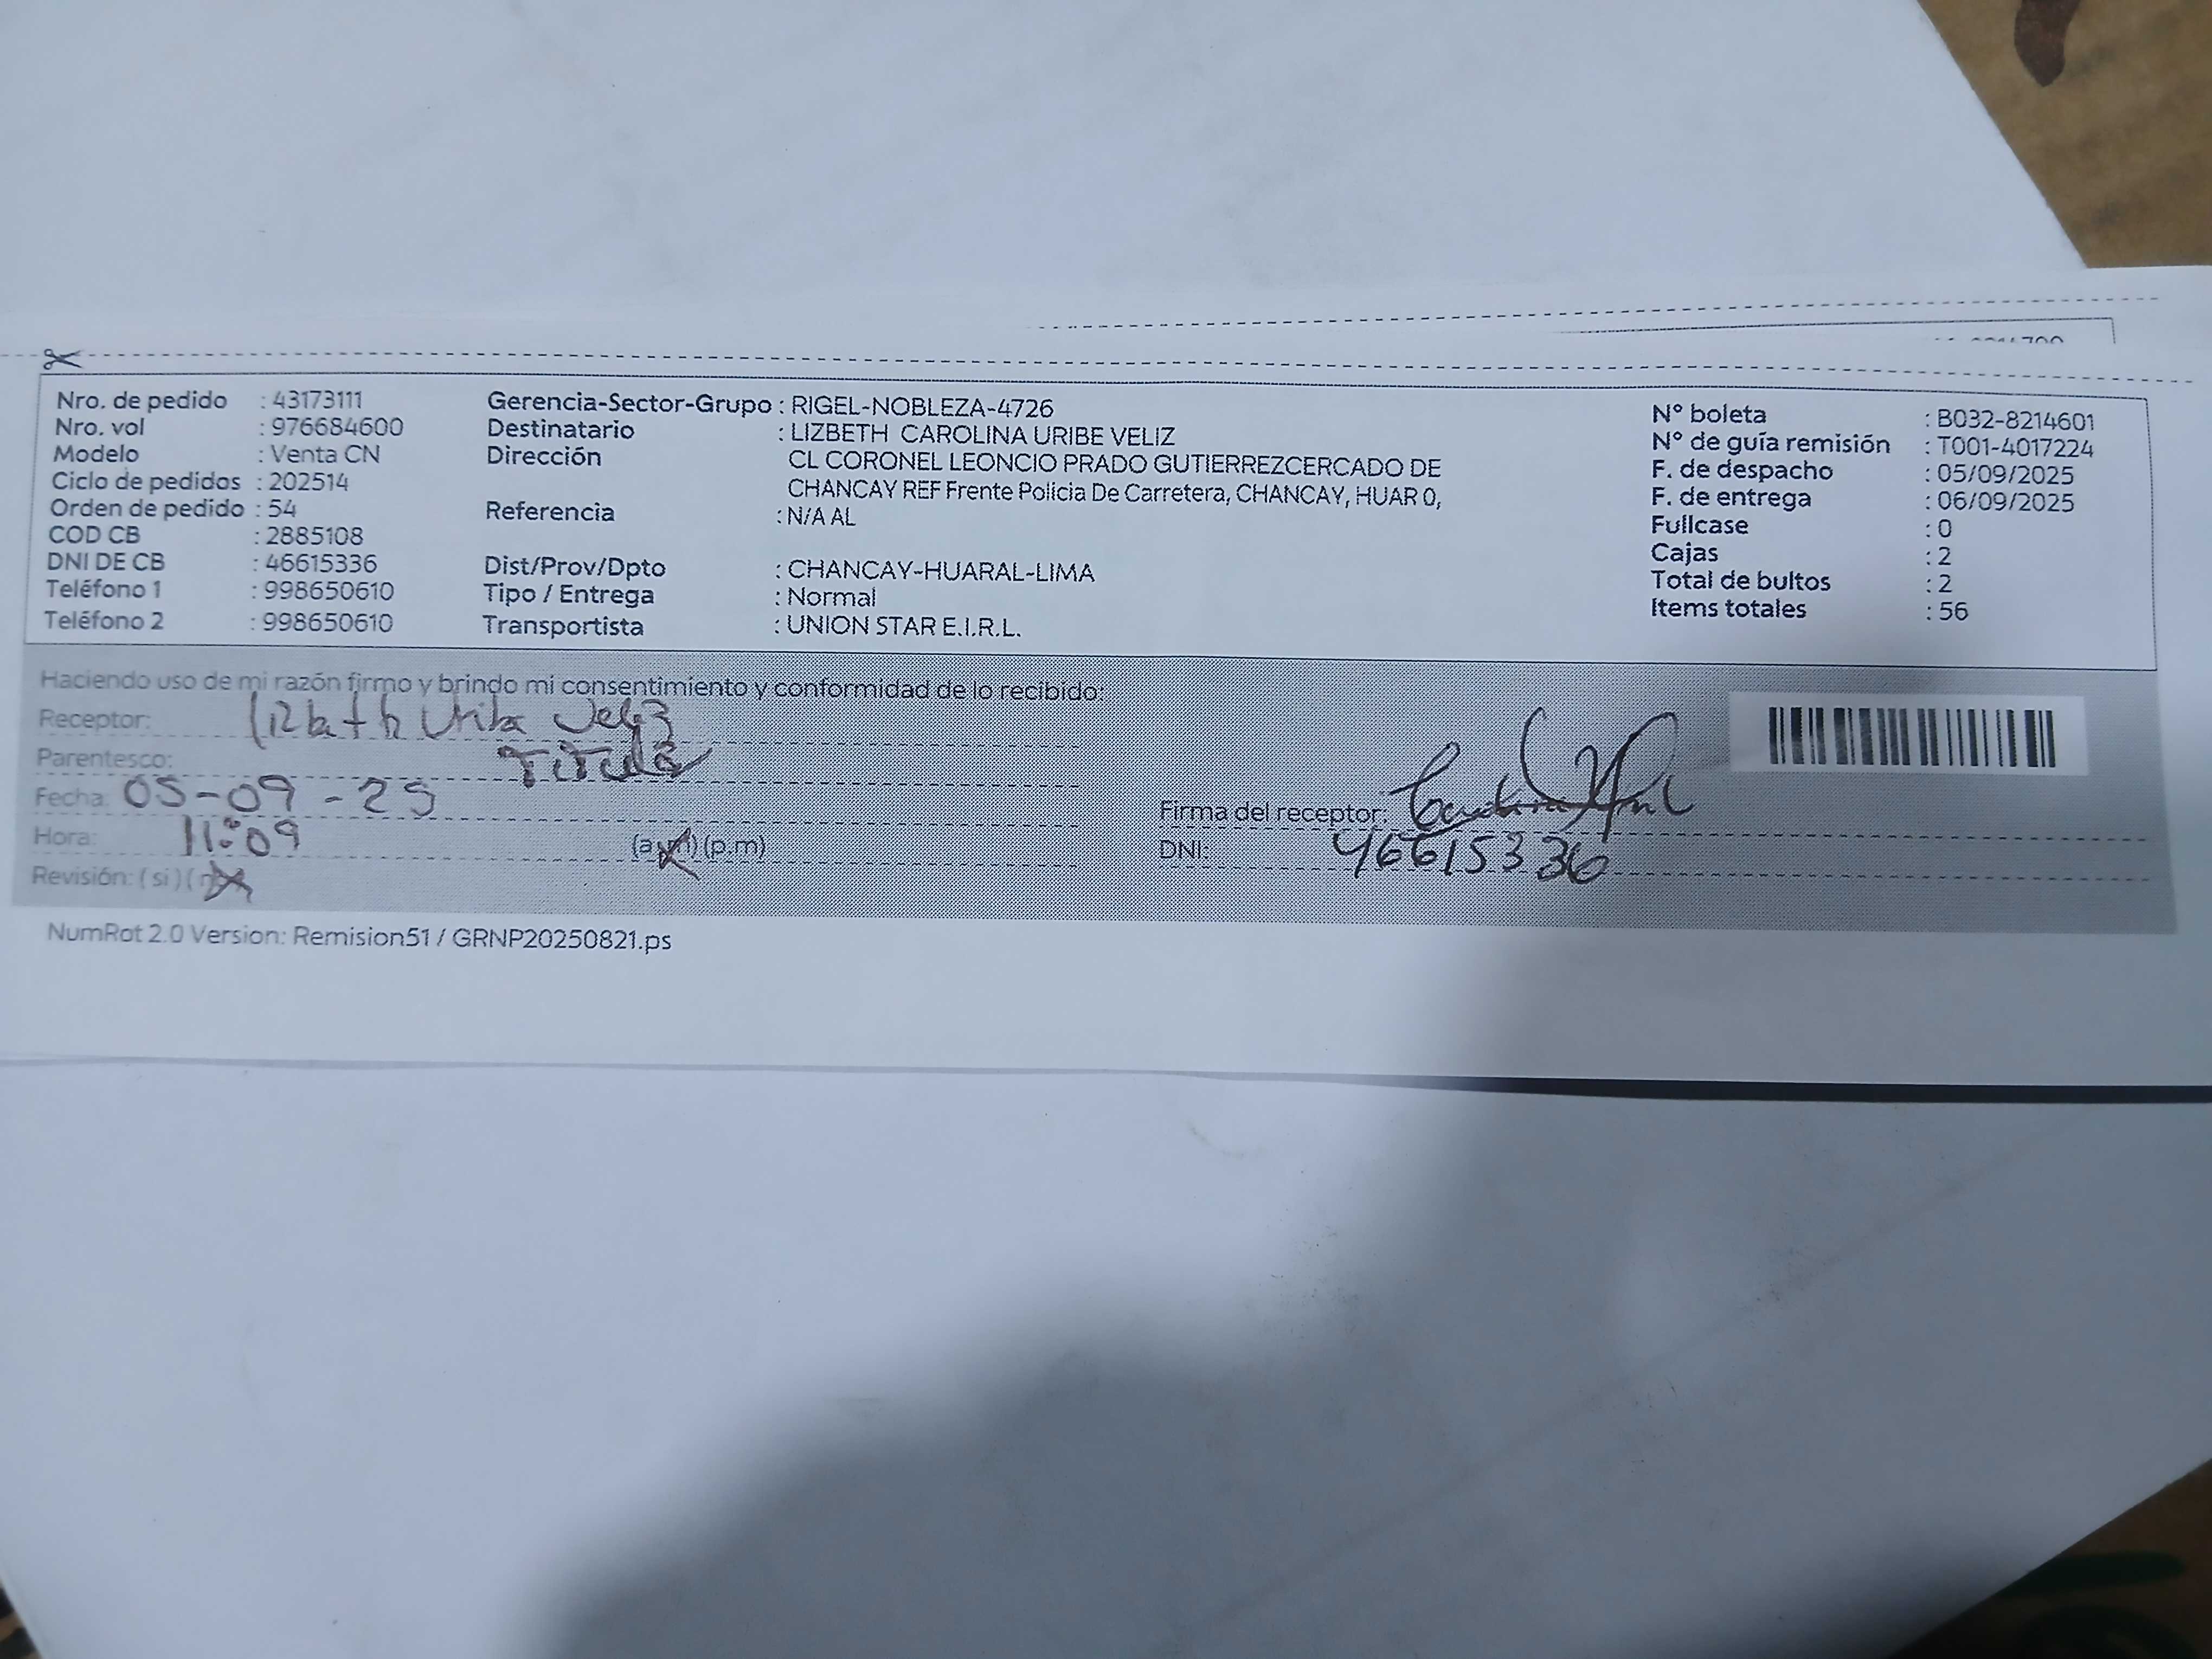 Nro. de pedido : 43173111
Nro. vol : 976684600
Modelo : Venta CN
Ciclo de pedidos : 202514
Orden de pedido : 54
COD CB : 2885108
DNI DE CB : 46615336
Teléfono 1 : 998650610
Teléfono 2 : 998650610
Gerencia-Sector-Grupo : RIGEL-NOBLEZA-4726
Destinatario : LIZBETH CAROLINA URIBE VELIZ
Dirección CL CORONEL LEONCIO PRADO GUTIERREZCERCADO DE
CHANCAY REF Frente Policia De Carretera, CHANCAY, HUAR 0,
Referencia : N/A AL
Dist/Prov/Dpto : CHANCAY-HUARAL-LIMA
Tipo / Entrega : Normal
Transportista : UNION STAR E.I.R.L.
N° boleta : B032-8214601
N° de guía remisión : T001-4017224
F. de despacho : 05/09/2025
F. de entrega : 06/09/2025
Fullcase : 0
Cajas : 2
Total de bultos : 2
Items totales : 56
Haciendo uso de mi razón firmo y brindo mi consentimiento y conformidad de lo recibido:
Receptor: Lizbeth Uribe Veliz
Parentesco: Titular
Fecha: 05-09-25
Hora: 11:09 (a.m) (p.m)
Revisión: ( si ) ( no
Firma del receptor:
DNI: 46615336
NumRot 2.0 Version: Remision51 / GRNP20250821.ps